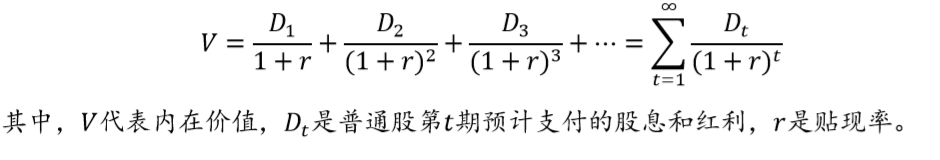 V = D₁/(1 + r) + D₂/(1 + r)² + D₃/(1 + r)³ + ⋯ = ∑_{t=1}^{∞} D_t/(1 + r)^t
其中，V代表内在价值，D_t是普通股第t期预计支付的股息和红利，r是贴现率。